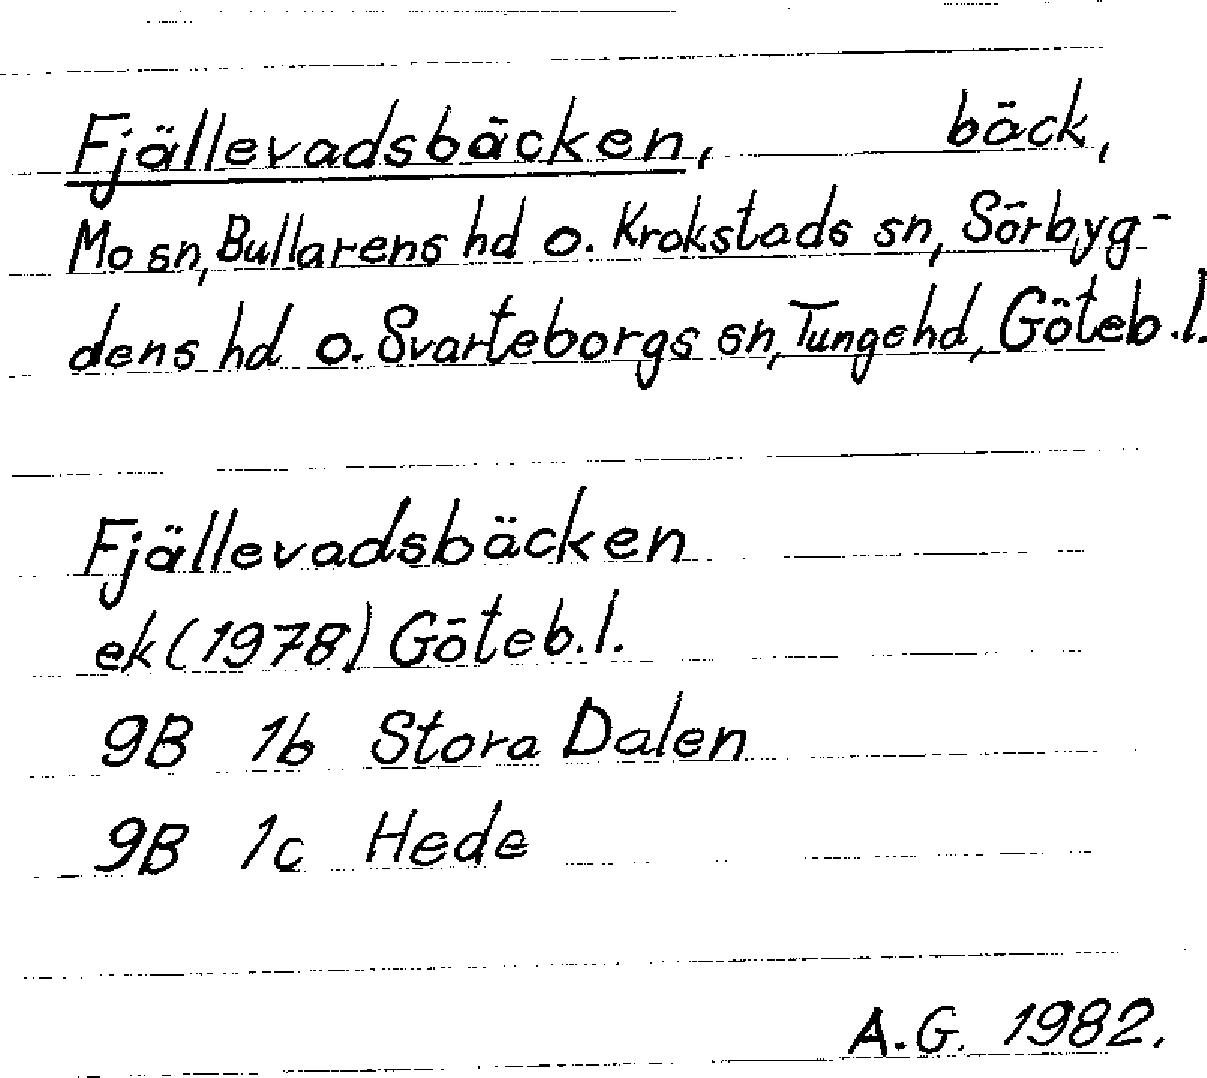 Fjällevadsbäcken, bäck,
Mo sn, Bullarens hd o. Krokstads sn, Sörbyg-
dens hd o. Svarteborgs sn, Tunge hd, Göteb.l.
Fjällevadsbäcken
ek (1978) Göteb.l.
9B 1b Stora Dalen
9B 1c Hede
A.G. 1982.